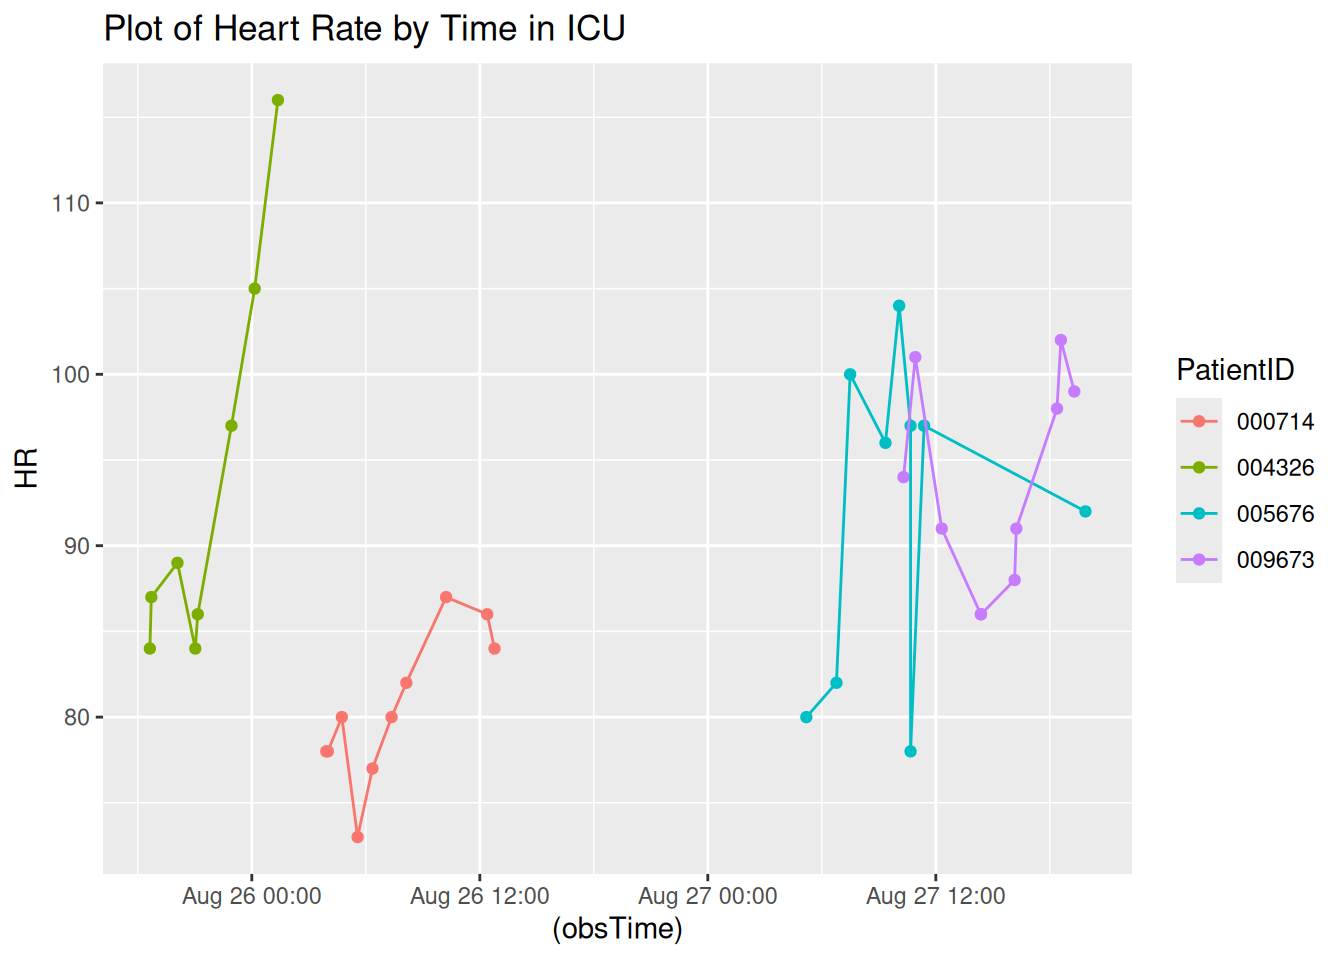 Plot of Heart Rate by Time in ICU
HR
110
100
90
80
Aug 26 00:00
Aug 26 12:00
Aug 27 00:00
Aug 27 12:00
(obsTime)
PatientID
000714
004326
005676
009673